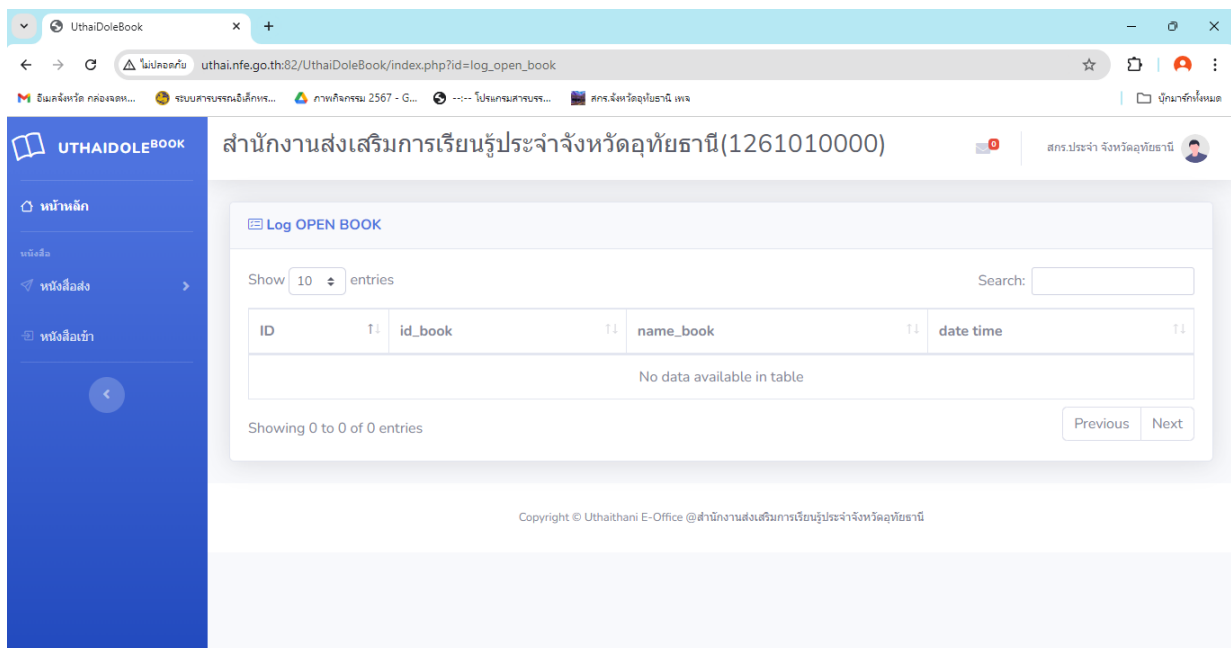 UthaiDoleBook
ไม่ปลอดภัย uthai.nfe.go.th:82/UthaiDoleBook/index.php?id=log_open_book
อีเมลจังหวัด กล่องจดห... ระบบสารบรรณอิเล็กทร... ภาพกิจกรรม 2567 - G... --:-- โปรแกรมสารบรร... สกร.จังหวัดอุทัยธานี เพจ บุ๊กมาร์กทั้งหมด
UTHAIDOLEBOOK
สำนักงานส่งเสริมการเรียนรู้ประจำจังหวัดอุทัยธานี(1261010000)
0
สกร.ประจำ จังหวัดอุทัยธานี
หน้าหลัก
หนังสือ
หนังสือส่ง
หนังสือเข้า
Log OPEN BOOK
Show 10 entries Search:
ID id_book name_book date time
No data available in table
Showing 0 to 0 of 0 entries Previous Next
Copyright © Uthaithani E-Office @สำนักงานส่งเสริมการเรียนรู้ประจำจังหวัดอุทัยธานี